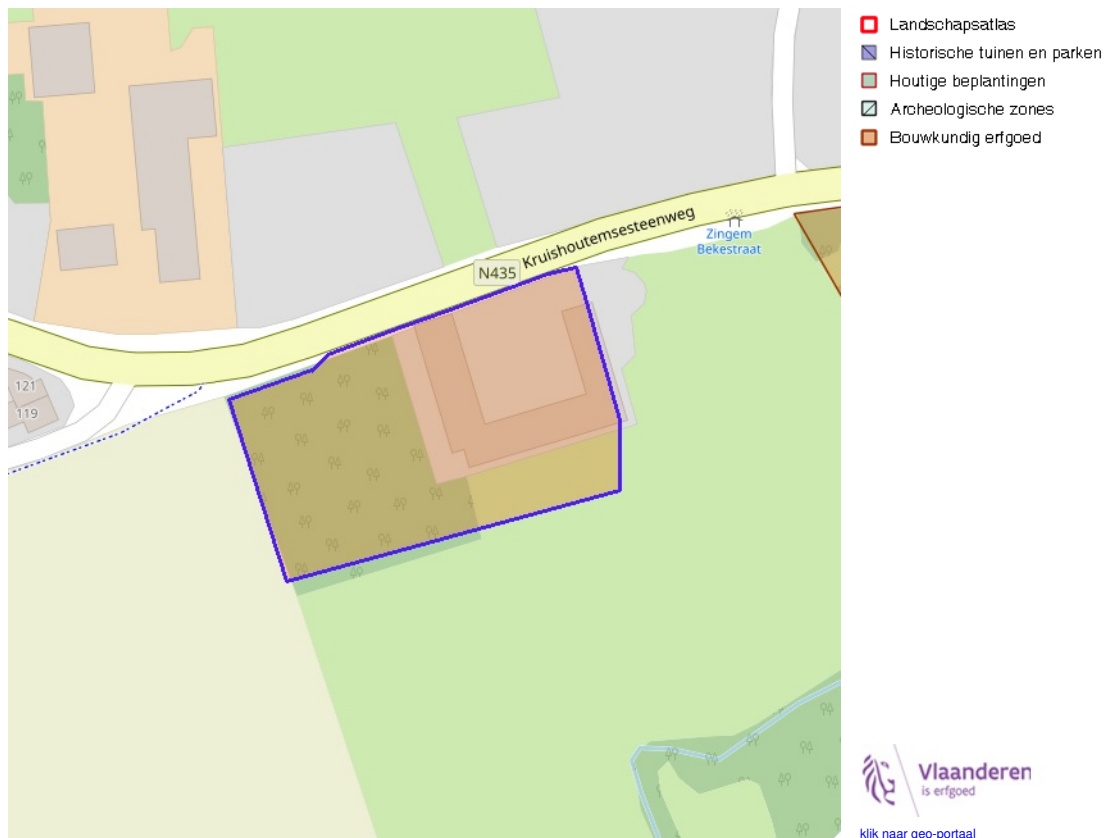 Kruishoutemsesteenweg
N435
Zingem
Bekestraat
121
119
Landschapsatlas
Historische tuinen en parken
Houtige beplantingen
Archeologische zones
Bouwkundig erfgoed
Vlaanderen
is erfgoed
klik naar geo-portaal